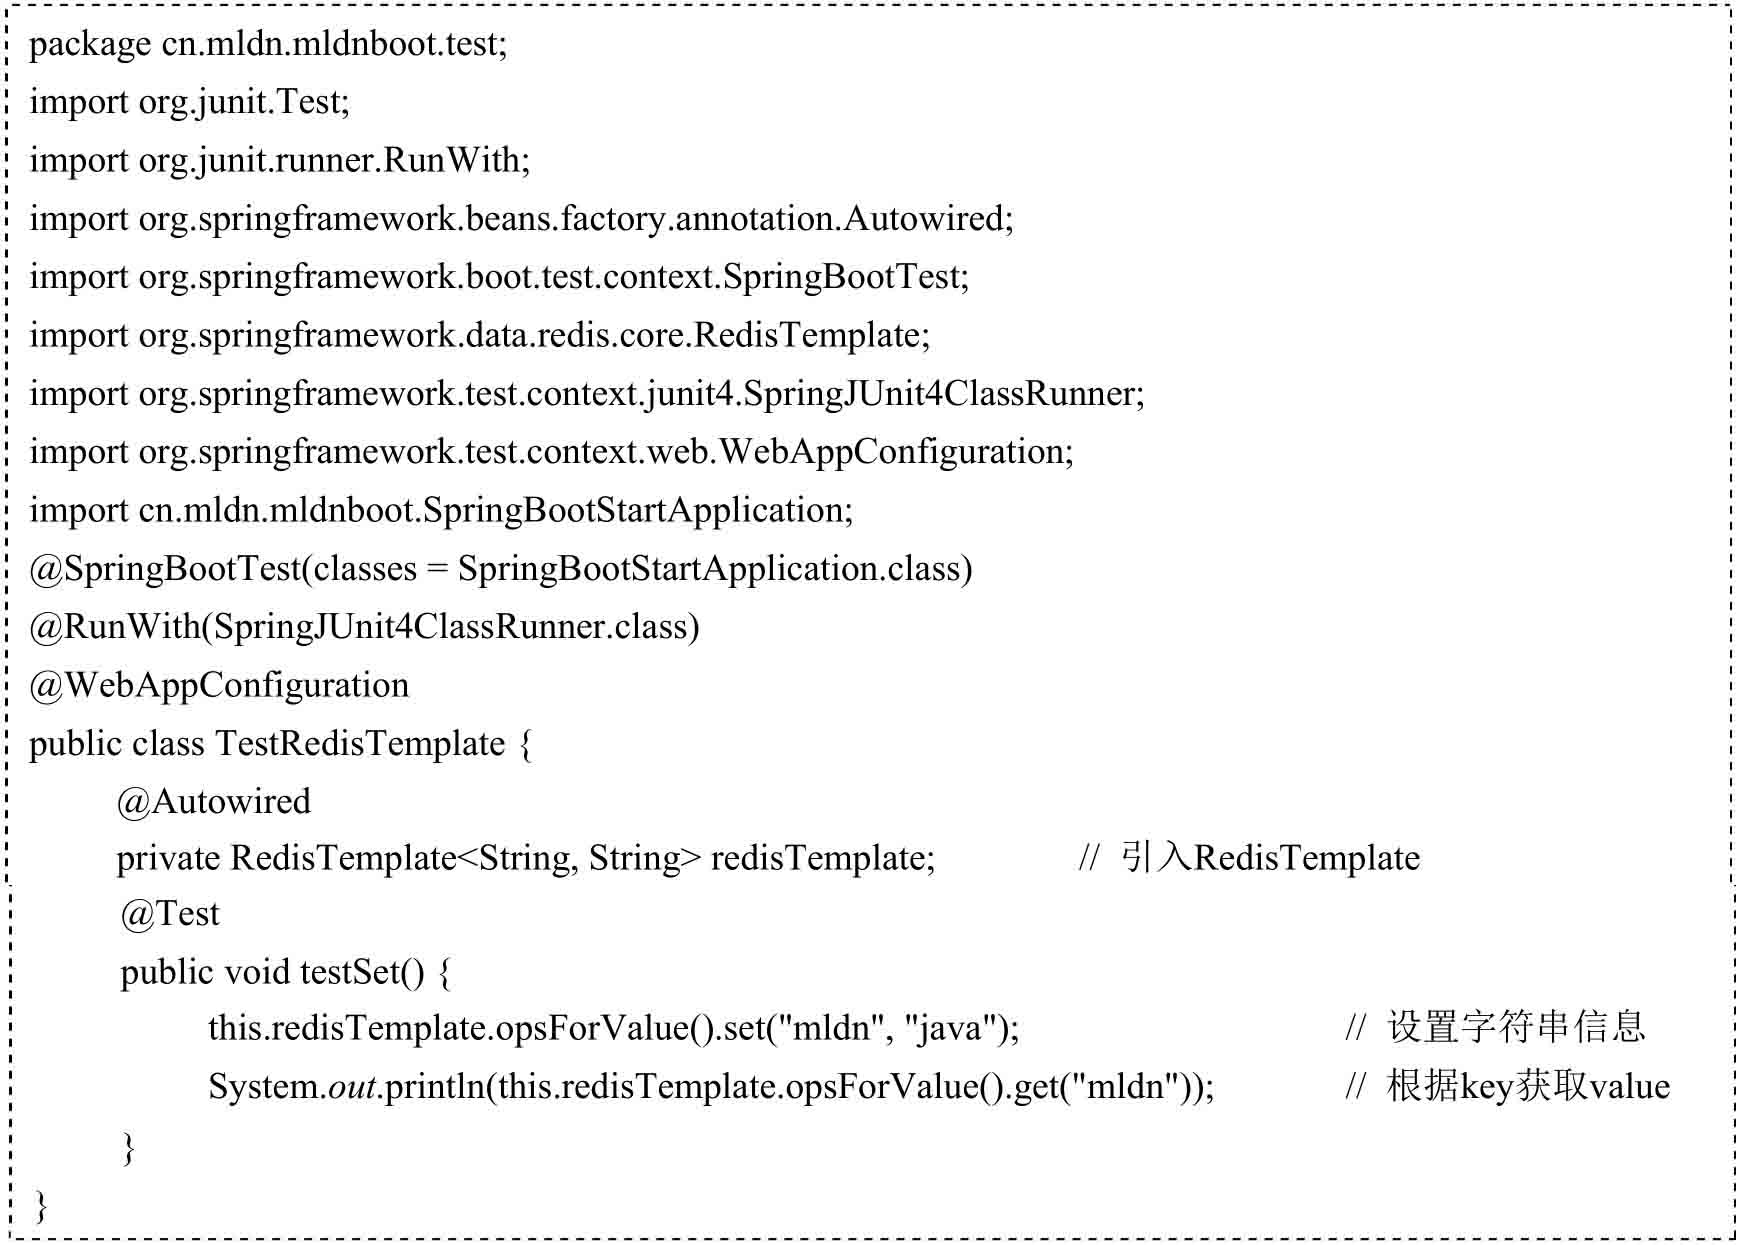 package cn.mldn.mldnboot.test;
import org.junit.Test;
import org.junit.runner.RunWith;
import org.springframework.beans.factory.annotation.Autowired;
import org.springframework.boot.test.context.SpringBootTest;
import org.springframework.data.redis.core.RedisTemplate;
import org.springframework.test.context.junit4.SpringJUnit4ClassRunner;
import org.springframework.test.context.web.WebAppConfiguration;
import cn.mldn.mldnboot.SpringBootStartApplication;
@SpringBootTest(classes = SpringBootStartApplication.class)
@RunWith(SpringJUnit4ClassRunner.class)
@WebAppConfiguration
public class TestRedisTemplate {
@Autowired
private RedisTemplate<String, String> redisTemplate; // 引入RedisTemplate
@Test
public void testSet() {
this.redisTemplate.opsForValue().set("mldn", "java"); // 设置字符串信息
System.out.println(this.redisTemplate.opsForValue().get("mldn")); // 根据key获取value
}
}